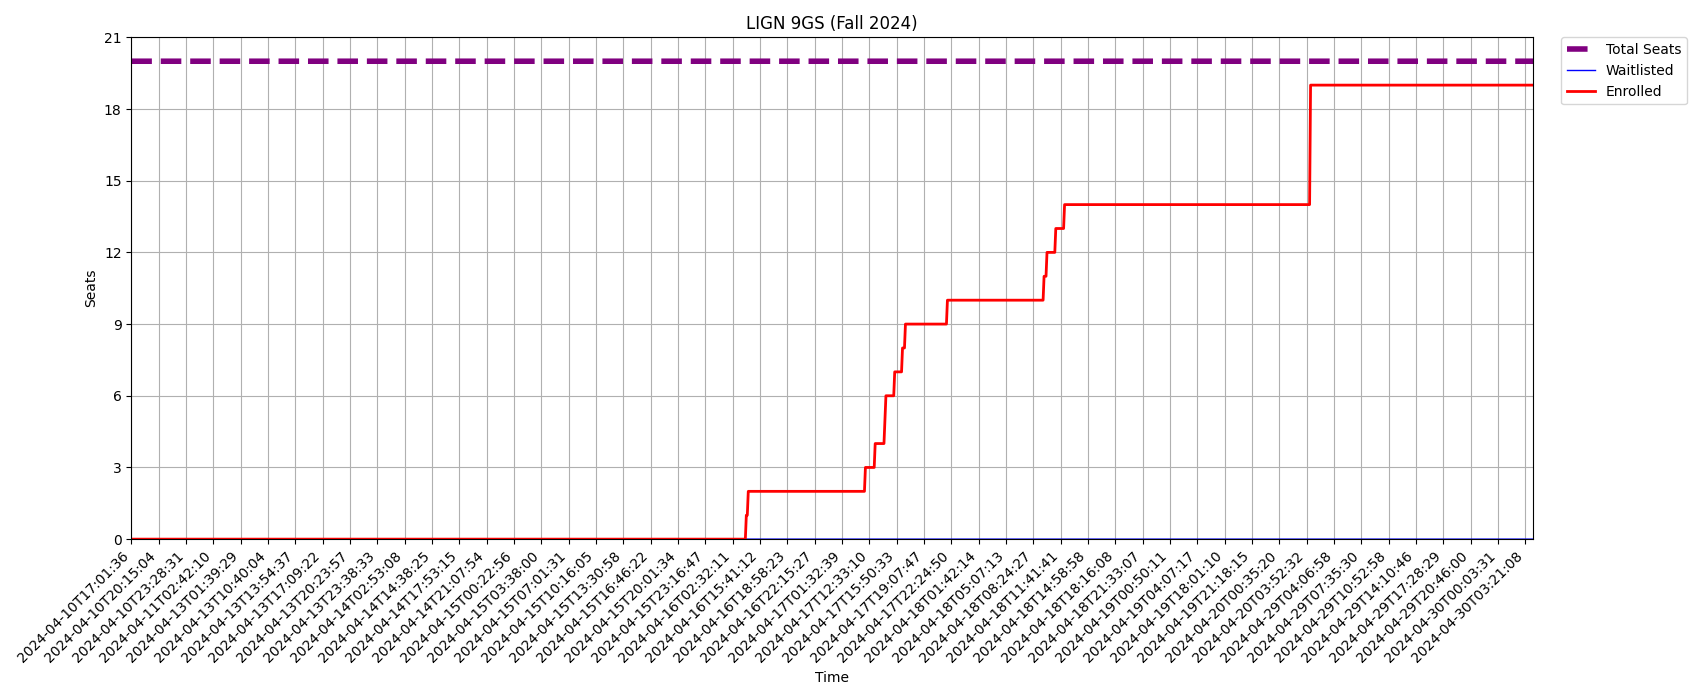 LIGN 9GS (Fall 2024)
Total Seats
Waitlisted
Enrolled
Seats
21
18
15
12
9
6
3
0
2024-04-10T17:01:36
2024-04-10T20:15:04
2024-04-10T23:28:31
2024-04-11T02:42:10
2024-04-13T01:39:29
2024-04-13T10:40:04
2024-04-13T13:54:37
2024-04-13T17:09:22
2024-04-13T20:23:57
2024-04-13T23:38:33
2024-04-14T02:53:08
2024-04-14T14:38:25
2024-04-14T17:53:15
2024-04-14T21:07:54
2024-04-15T00:22:56
2024-04-15T03:38:00
2024-04-15T07:01:31
2024-04-15T10:16:05
2024-04-15T13:30:58
2024-04-15T16:46:22
2024-04-15T20:01:34
2024-04-15T23:16:47
2024-04-16T02:32:11
2024-04-16T15:41:12
2024-04-16T18:58:23
2024-04-16T22:15:27
2024-04-17T01:32:39
2024-04-17T12:33:10
2024-04-17T15:50:33
2024-04-17T19:07:47
2024-04-17T22:24:50
2024-04-18T01:42:14
2024-04-18T05:07:13
2024-04-18T08:24:27
2024-04-18T11:41:41
2024-04-18T14:58:58
2024-04-18T18:16:08
2024-04-18T21:33:07
2024-04-19T00:50:11
2024-04-19T04:07:17
2024-04-19T18:01:10
2024-04-19T21:18:15
2024-04-20T00:35:20
2024-04-20T03:52:32
2024-04-29T04:06:58
2024-04-29T07:35:30
2024-04-29T10:52:58
2024-04-29T14:10:46
2024-04-29T17:28:29
2024-04-29T20:46:00
2024-04-30T00:03:31
2024-04-30T03:21:08
Time